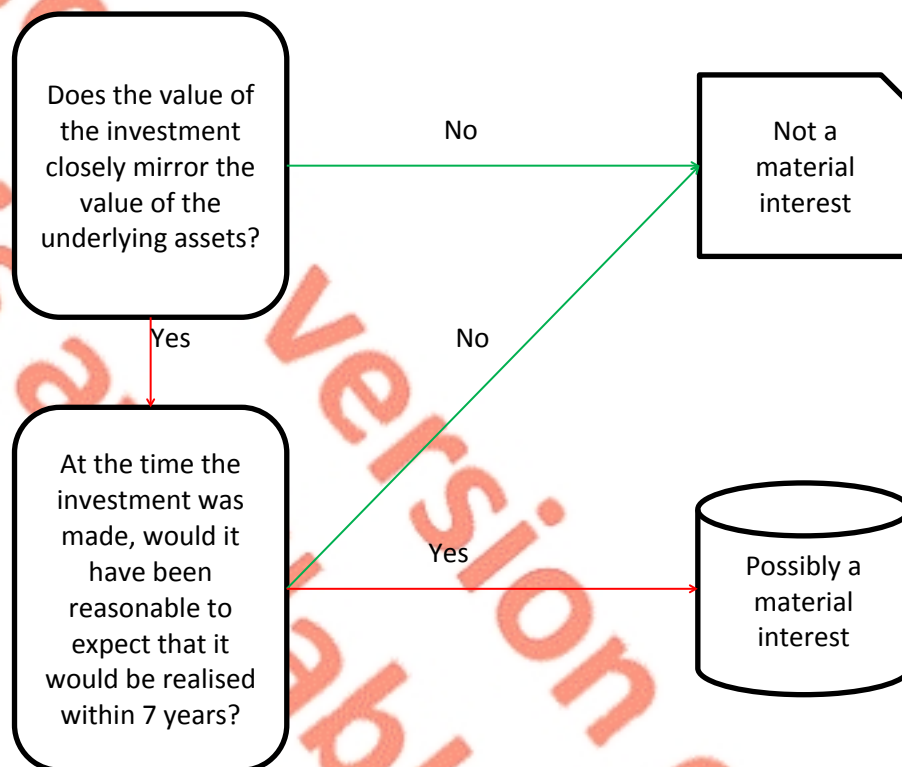 Does the value of
the investment
closely mirror the
value of the
underlying assets?
No
Not a
material
interest
Yes
No
At the time the
investment was
made, would it
have been
reasonable to
expect that it
would be realised
within 7 years?
Yes
Possibly a
material
interest
version